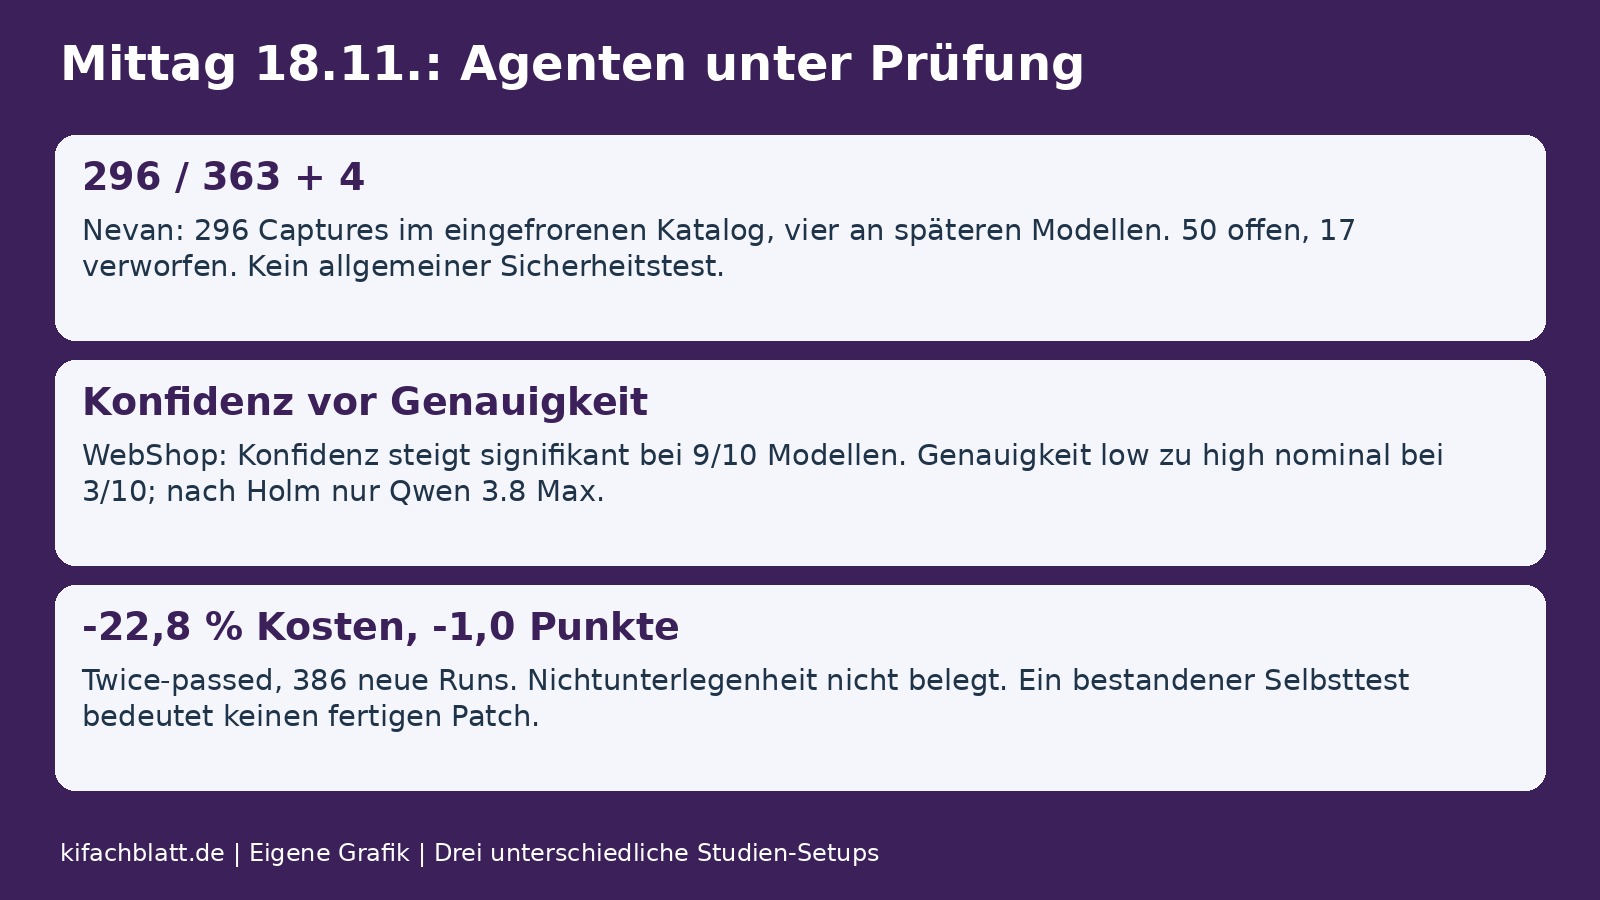 Mittag 18.11.: Agenten unter Prüfung
296 / 363 + 4
Nevan: 296 Captures im eingefrorenen Katalog, vier an späteren Modellen. 50 offen, 17
verworfen. Kein allgemeiner Sicherheitstest.
Konfidenz vor Genauigkeit
WebShop: Konfidenz steigt signifikant bei 9/10 Modellen. Genauigkeit low zu high nominal bei
3/10; nach Holm nur Qwen 3.8 Max.
-22,8 % Kosten, -1,0 Punkte
Twice-passed, 386 neue Runs. Nichtunterlegenheit nicht belegt. Ein bestandener Selbsttest
bedeutet keinen fertigen Patch.
kifachblatt.de | Eigene Grafik | Drei unterschiedliche Studien-Setups